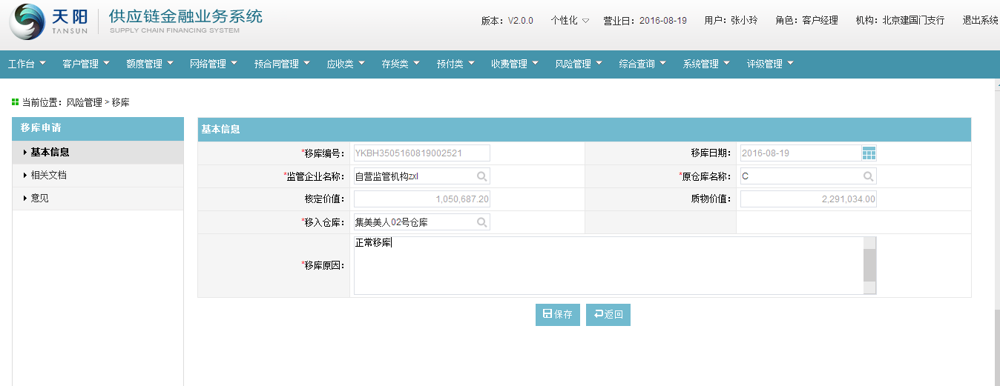 天阳 TANSUN 供应链金融业务系统
SUPPLY CHAIN FINANCING SYSTEM
版本：V2.0.0 个性化 营业日：2016-08-19 用户：张小玲 角色：客户经理 机构：北京建国门支行 退出系统
工作台 客户管理 额度管理 网络管理 预合同管理 应收类 存货类 预付类 收费管理 风险管理 综合查询 系统管理 评级管理
当前位置：风险管理 > 移库
移库申请
基本信息
相关文档
意见
基本信息
*移库编号： YKBH3505160819002521 移库日期： 2016-08-19
*监管企业名称： 自营监管机构zxl *原仓库名称： C
核定价值： 1,050,687.20 质物价值： 2,291,034.00
*移入仓库： 集美美人02号仓库
*移库原因： 正常移库
保存 返回